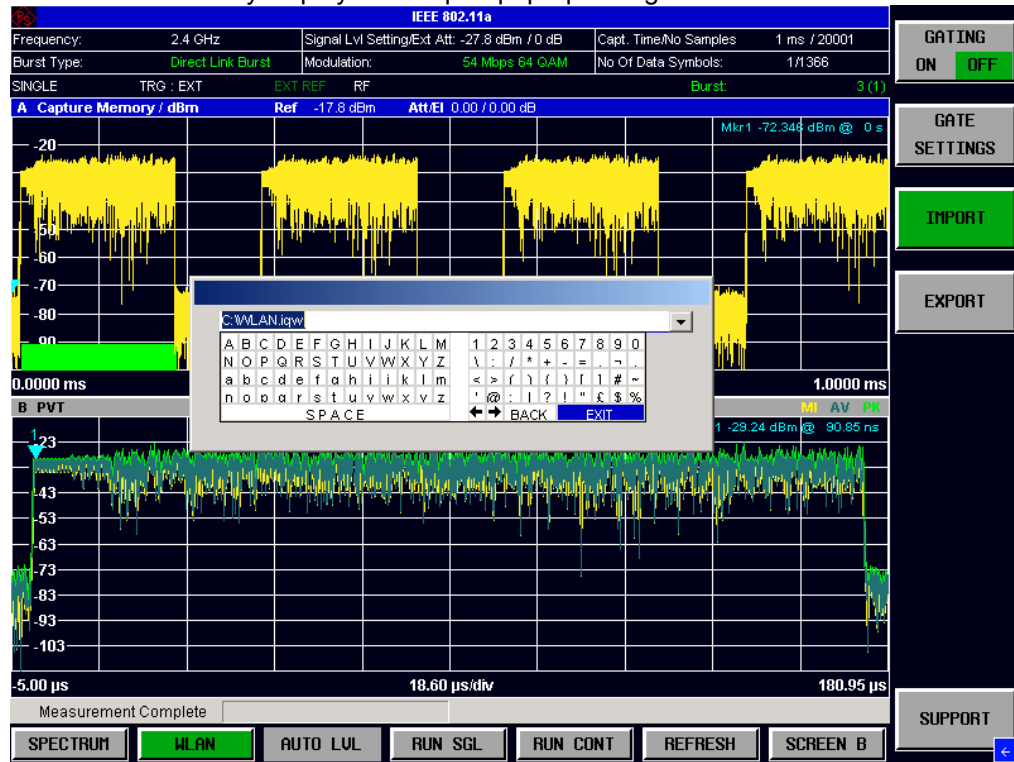 IEEE 802.11a
Frequency: 2.4 GHz Signal Lvl Setting/Ext Att: -27.8 dBm / 0 dB Capt. Time/No Samples 1 ms / 20001
Burst Type: Direct Link Burst Modulation: 54 Mbps 64 QAM No Of Data Symbols: 1/1366
SINGLE TRG : EXT EXT REF RF Burst: 3 (1)
A Capture Memory / dBm Ref -17.8 dBm Att/El 0.00 / 0.00 dB
Mkr1 -72.346 dBm @ 0 s
-20
-50
-60
-70
-80
-90
C:\WLAN.iqw
A B C D E F G H I J K L M 1 2 3 4 5 6 7 8 9 0
N O P Q R S T U V W X Y Z \ : / * + - = . ¬ .
a b c d e f g h i j k l m < > ( ) { } [ ] # ~
n o p q r s t u v w x y z ' @ : | ? ! " £ $ %
SPACE ← → BACK EXIT
0.0000 ms 1.0000 ms
B PVT MI AV PK
1 -29.24 dBm @ 90.85 ns
1
-23
-43
-53
-63
-73
-83
-93
-103
-5.00 µs 18.60 µs/div 180.95 µs
Measurement Complete
SPECTRUM WLAN AUTO LVL RUN SGL RUN CONT REFRESH SCREEN B
GATING
ON OFF
GATE
SETTINGS
IMPORT
EXPORT
SUPPORT